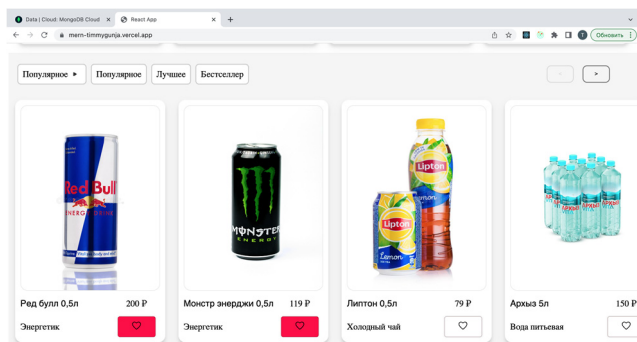 Data | Cloud: MongoDB Cloud
React App
mern-timmygunja.vercel.app
T
Обновить
Популярное
Популярное
Лучшее
Бестселлер
<
>
Red Bull
ENERGY DRINK
MONSTER
ENERGY
Lipton
Lemon
Lipton
Lemon
АРХЫЗ
АРХЫЗ
АРХЫЗ
Ред булл 0,5л
200 ₽
Монстр энерджи 0,5л
119 ₽
Липтон 0,5л
79 ₽
Архыз 5л
150 ₽
Энергетик
Энергетик
Холодный чай
Вода питьевая